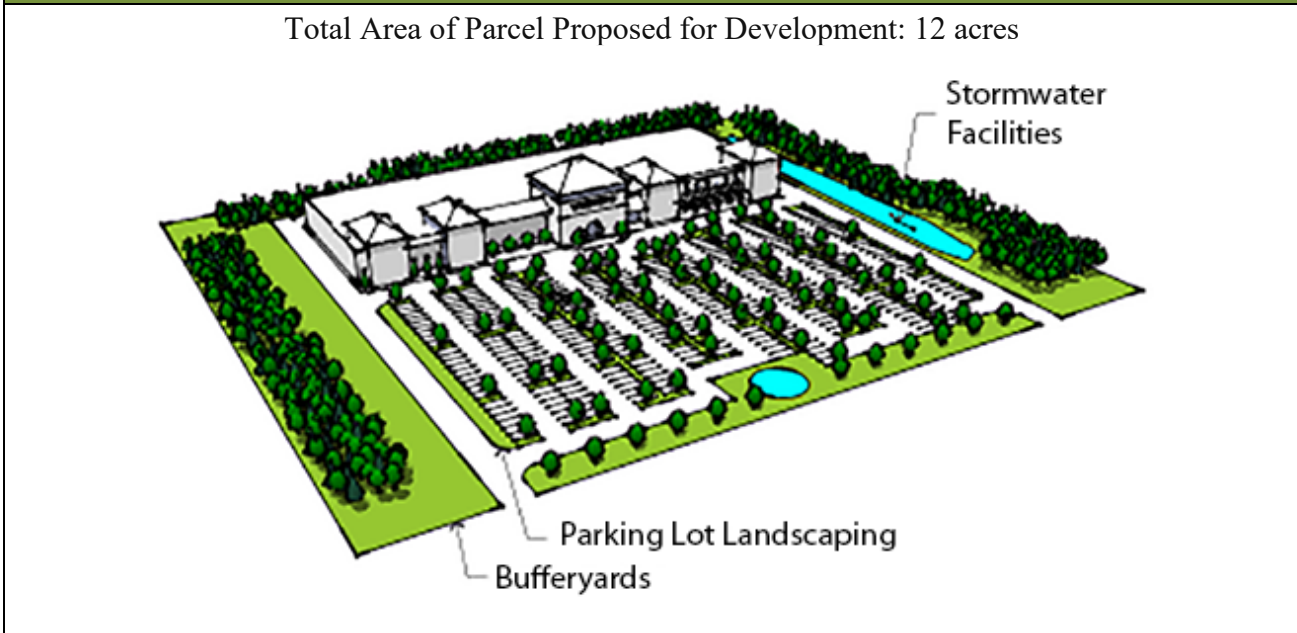 Total Area of Parcel Proposed for Development: 12 acres
Stormwater
Facilities
Parking Lot Landscaping
Bufferyards